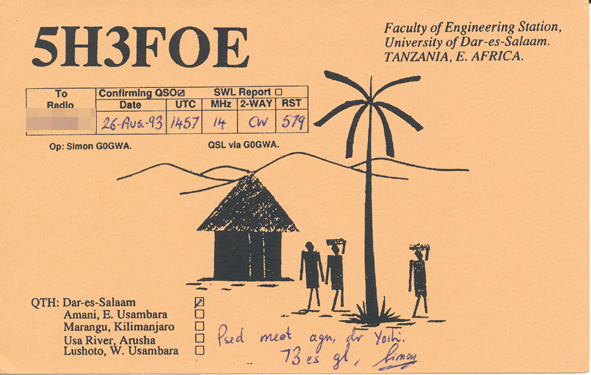 5H3FOE
Faculty of Engineering Station,
University of Dar-es-Salaam.
TANZANIA, E. AFRICA.
To Radio
Confirming QSO☑ SWL Report ☐
Date UTC MHz 2-WAY RST
26-Aug-93 1457 14 CW 579
Op: Simon G0GWA. QSL via G0GWA.
QTH: Dar-es-Salaam ☑
Amani, E. Usambara ☐
Marangu, Kilimanjaro ☐
Usa River, Arusha ☐
Lushoto, W. Usambara ☐
Psed meet agn, dr Yoshi.
73 es gl, Simon